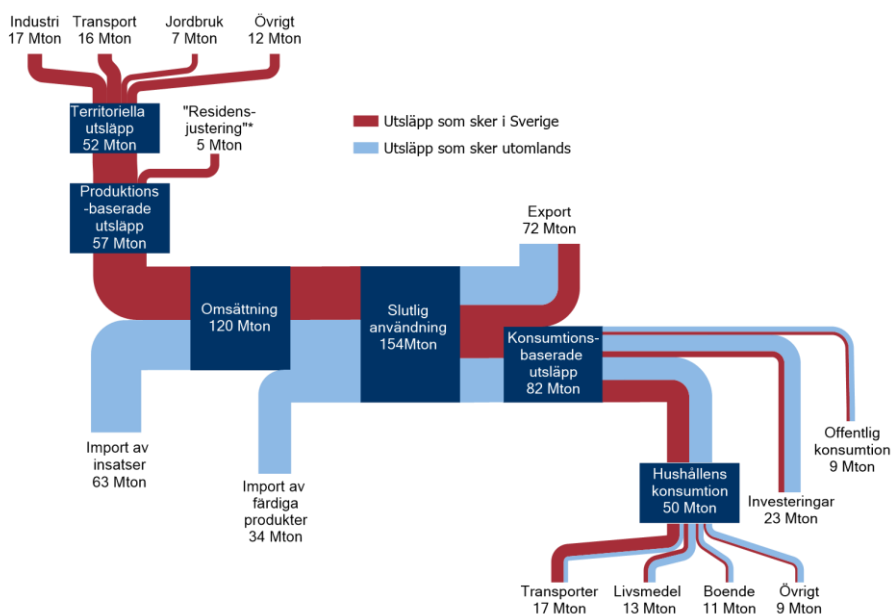 Industri
17 Mton
Transport
16 Mton
Jordbruk
7 Mton
Övrigt
12 Mton
Territoriella
utsläpp
52 Mton
"Residens-
justering"*
5 Mton
Utsläpp som sker i Sverige
Utsläpp som sker utomlands
Produktions
-baserade
utsläpp
57 Mton
Export
72 Mton
Omsättning
120 Mton
Slutlig
användning
154Mton
Konsumtions-
baserade
utsläpp
82 Mton
Import av
insatser
63 Mton
Import av
färdiga
produkter
34 Mton
Offentlig
konsumtion
9 Mton
Hushållens
konsumtion
50 Mton
Investeringar
23 Mton
Transporter
17 Mton
Livsmedel
13 Mton
Boende
11 Mton
Övrigt
9 Mton